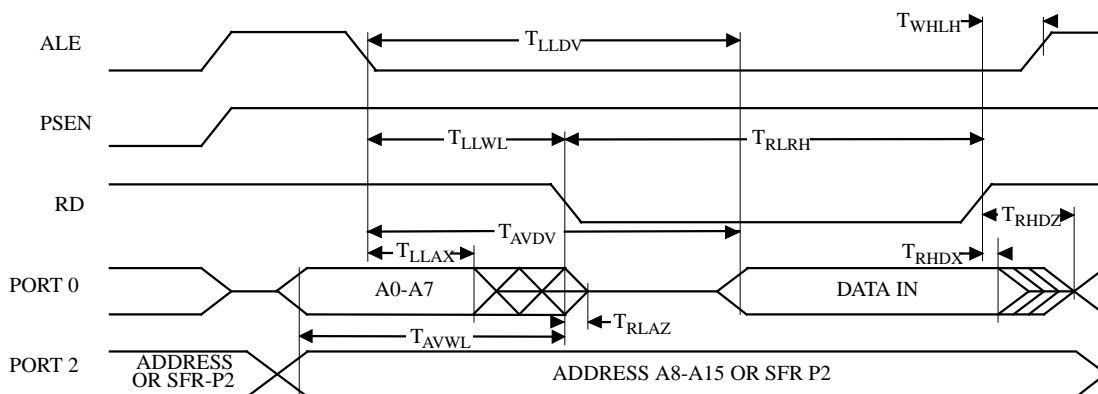 ALE
T_LLDV
T_WHLH
PSEN
T_LLWL
T_RLRH
RD
T_AVDV
T_RHDZ
T_LLAX
T_RHDX
PORT 0
A0-A7
DATA IN
T_RLAZ
T_AVWL
PORT 2
ADDRESS
OR SFR-P2
ADDRESS A8-A15 OR SFR P2